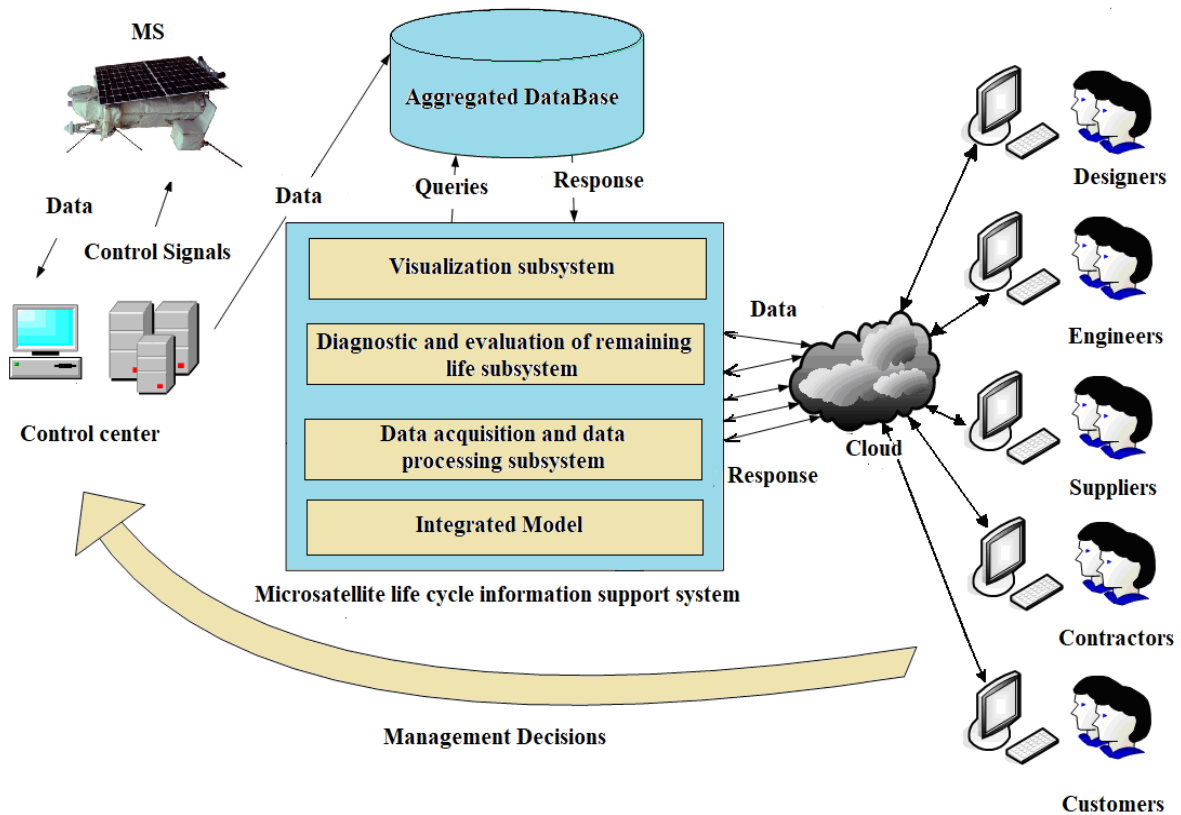 MS
Aggregated DataBase
Data
Queries
Response
Designers
Data
Control Signals
Visualization subsystem
Data
Engineers
Diagnostic and evaluation of remaining
life subsystem
Control center
Data acquisition and data
processing subsystem
Cloud
Response
Suppliers
Integrated Model
Microsatellite life cycle information support system
Contractors
Management Decisions
Customers